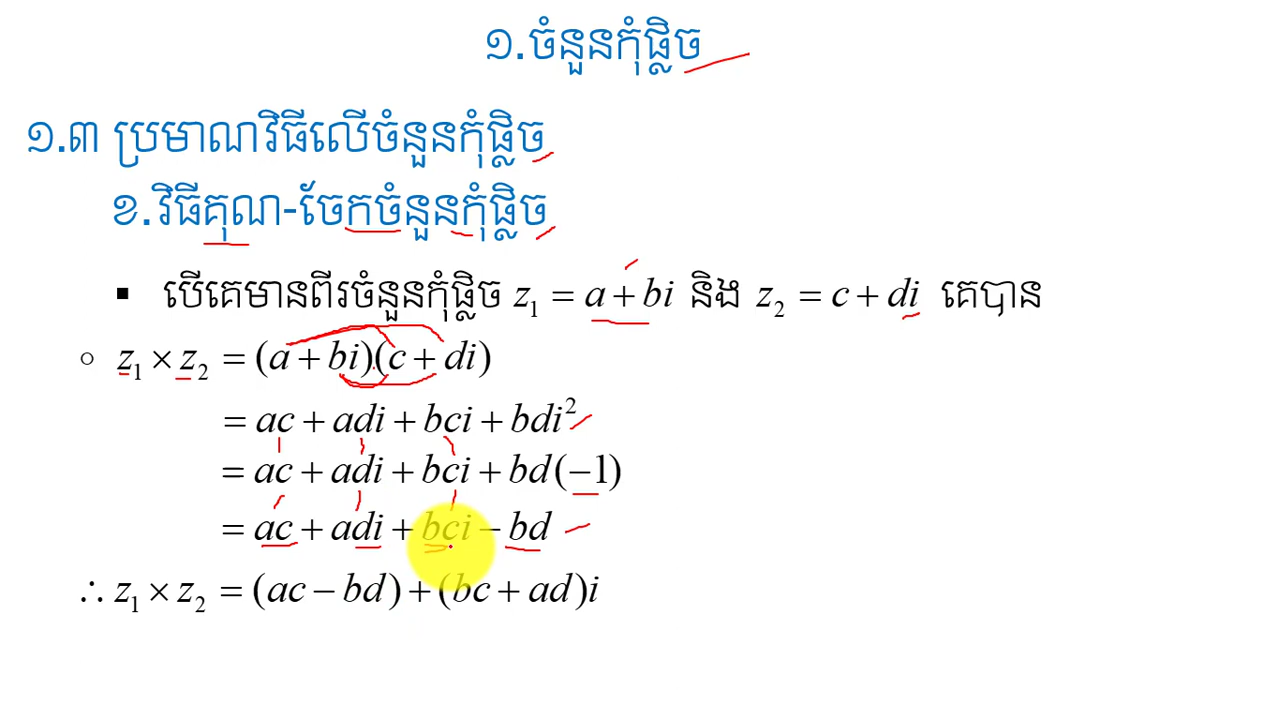 ១.ចំនួនកុំផ្លិច
១.៣ ប្រមាណវិធីលើចំនួនកុំផ្លិច
ខ.វិធីគុណ-ចែកចំនួនកុំផ្លិច
▪ បើគេមានពីរចំនួនកុំផ្លិច z₁ = a + bi និង z₂ = c + di គេបាន
○ z₁ × z₂ = (a + bi)(c + di)
= ac + adi + bci + bdi²
= ac + adi + bci + bd(−1)
= ac + adi + bci − bd
∴ z₁ × z₂ = (ac − bd) + (bc + ad)i